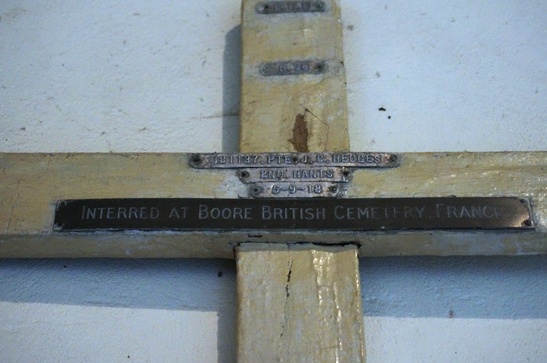 PTE J. C. HEDGES
2ND HANTS
6-9-18
INTERRED AT BOORE BRITISH CEMETERY, FRANCE